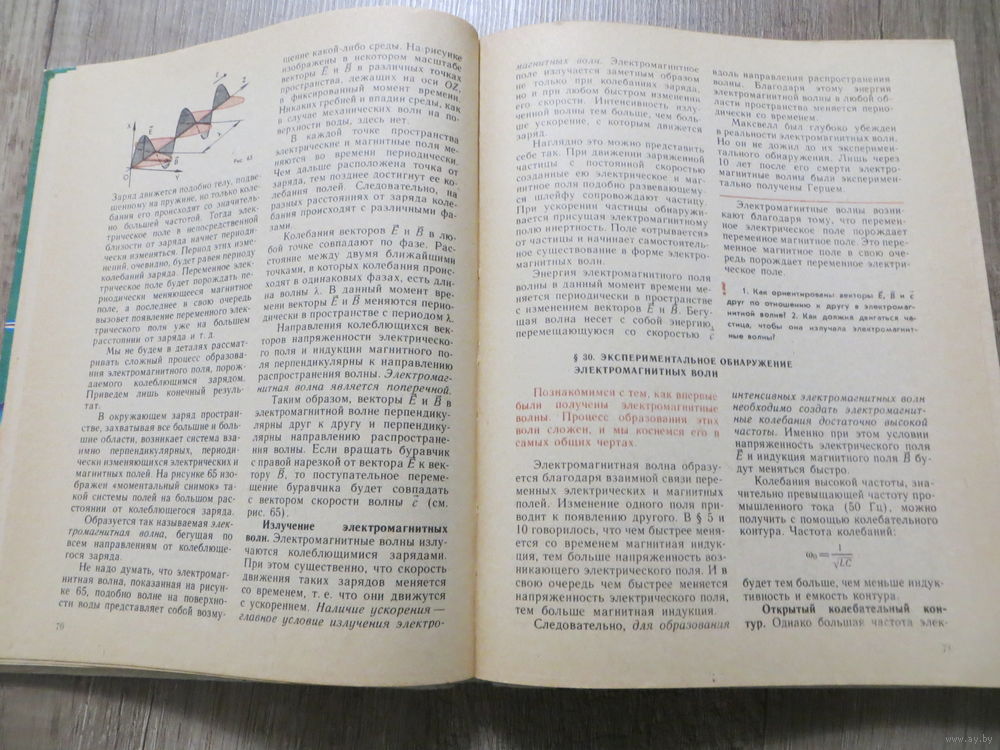 Z
X
E
B
O
Y
Рис. 65
Заряд движется подобно телу, подве-
шенному на пружине, но только коле-
бания его происходят со значитель-
но большей частотой. Тогда элек-
трическое поле в непосредственной
близости от заряда начнет периоди-
чески изменяться. Период этих изме-
нений, очевидно, будет равен периоду
колебаний заряда. Переменное элек-
трическое поле будет порождать пе-
риодически меняющееся магнитное
поле, а последнее в свою очередь
вызовет появление переменного элек-
трического поля уже на большем
расстоянии от заряда и т. д.
Мы не будем в деталях рассмат-
ривать сложный процесс образова-
ния электромагнитного поля, порож-
даемого колеблющимся зарядом.
Приведем лишь конечный резуль-
тат.
В окружающем заряд простран-
стве, захватывая все большие и боль-
шие области, возникает система вза-
имно перпендикулярных, периоди-
чески изменяющихся электрических и
магнитных полей. На рисунке 65 изо-
бражен «моментальный снимок» та-
кой системы полей на большом рас-
стоянии от колеблющегося заряда.
Образуется так называемая элек-
тромагнитная волна, бегущая по
всем направлениям от колеблюще-
гося заряда.
Не надо думать, что электромаг-
нитная волна, показанная на рисун-
ке 65, подобно волне на поверхно-
сти воды представляет собой возму-
70
щение какой-либо среды. На рисунке
изображены в некотором масштабе
векторы E⃗ и B⃗ в различных точках
пространства, лежащих на оси OZ,
в фиксированный момент времени.
Никаких гребней и впадин среды, как
в случае механических волн на по-
верхности воды, здесь нет.
В каждой точке пространства
электрические и магнитные поля ме-
няются во времени периодически.
Чем дальше расположена точка от
заряда, тем позднее достигнут ее ко-
лебания полей. Следовательно, на
разных расстояниях от заряда коле-
бания происходят с различными фа-
зами.
Колебания векторов E⃗ и B⃗ в лю-
бой точке совпадают по фазе. Рас-
стояние между двумя ближайшими
точками, в которых колебания проис-
ходят в одинаковых фазах, есть дли-
на волны λ. В данный момент вре-
мени векторы E⃗ и B⃗ меняются перио-
дически в пространстве с периодом λ.
Направления колеблющихся век-
торов напряженности электрическо-
го поля и индукции магнитного по-
ля перпендикулярны к направлению
распространения волны. Электромаг-
нитная волна является поперечной.
Таким образом, векторы E⃗ и B⃗ в
электромагнитной волне перпендику-
лярны друг к другу и перпендику-
лярны направлению распростране-
ния волны. Если вращать буравчик
с правой нарезкой от вектора E⃗ к век-
тору B⃗, то поступательное переме-
щение буравчика будет совпадать
с вектором скорости волны c⃗ (см.
рис. 65).
Излучение электромагнитных
волн. Электромагнитные волны излу-
чаются колеблющимися зарядами.
При этом существенно, что скорость
движения таких зарядов меняется
со временем, т. е. что они движутся
с ускорением. Наличие ускорения —
главное условие излучения электро-
магнитных волн. Электромагнитное
поле излучается заметным образом
не только при колебаниях заряда,
но и при любом быстром изменении
его скорости. Интенсивность излу-
ченной волны тем больше, чем боль-
ше ускорение, с которым движется
заряд.
Наглядно это можно представить
себе так. При движении заряженной
частицы с постоянной скоростью
созданные ею электрическое и маг-
нитное поля подобно развевающему-
ся шлейфу сопровождают частицу.
При ускорении частицы обнаружи-
вается присущая электромагнитному
полю инертность. Поле «отрывается»
от частицы и начинает самостоятель-
ное существование в форме электро-
магнитных волн.
Энергия электромагнитного поля
волны в данный момент времени ме-
няется периодически в пространстве
с изменением векторов E⃗ и B⃗. Бегу-
щая волна несет с собой энергию,
перемещающуюся со скоростью c⃗
вдоль направления распространения
волны. Благодаря этому энергия
электромагнитной волны в любой об-
ласти пространства меняется перио-
дически со временем.
Максвелл был глубоко убежден
в реальности электромагнитных волн.
Но он не дожил до их эксперимен-
тального обнаружения. Лишь через
10 лет после его смерти электро-
магнитные волны были эксперимен-
тально получены Герцем.
Электромагнитные волны возни-
кают благодаря тому, что перемен-
ное электрическое поле порождает
переменное магнитное поле. Это пере-
менное магнитное поле в свою оче-
редь порождает переменное электри-
ческое поле.
! 1. Как ориентированы векторы E⃗, B⃗ и c⃗
друг по отношению к другу в электромаг-
нитной волне? 2. Как должна двигаться ча-
стица, чтобы она излучала электромагнит-
ные волны?
§ 30. ЭКСПЕРИМЕНТАЛЬНОЕ ОБНАРУЖЕНИЕ
ЭЛЕКТРОМАГНИТНЫХ ВОЛН
Познакомимся с тем, как впервые
были получены электромагнитные
волны. Процесс образования этих
волн сложен, и мы коснемся его в
самых общих чертах.
Электромагнитная волна образу-
ется благодаря взаимной связи пере-
менных электрических и магнитных
полей. Изменение одного поля при-
водит к появлению другого. В § 5 и
10 говорилось, что чем быстрее меня-
ется со временем магнитная индук-
ция, тем больше напряженность воз-
никающего электрического поля. И в
свою очередь чем быстрее меняется
напряженность электрического поля,
тем больше магнитная индукция.
Следовательно, для образования
интенсивных электромагнитных волн
необходимо создать электромагнит-
ные колебания достаточно высокой
частоты. Именно при этом условии
напряженность электрического поля
E⃗ и индукция магнитного поля B⃗ бу-
дут меняться быстро.
Колебания высокой частоты, зна-
чительно превышающей частоту про-
мышленного тока (50 Гц), можно
получить с помощью колебательного
контура. Частота колебаний:
ω₀ = 1/√LC
будет тем больше, чем меньше индук-
тивность и емкость контура.
Открытый колебательный кон-
тур. Однако большая частота элек-
71
www.ay.by